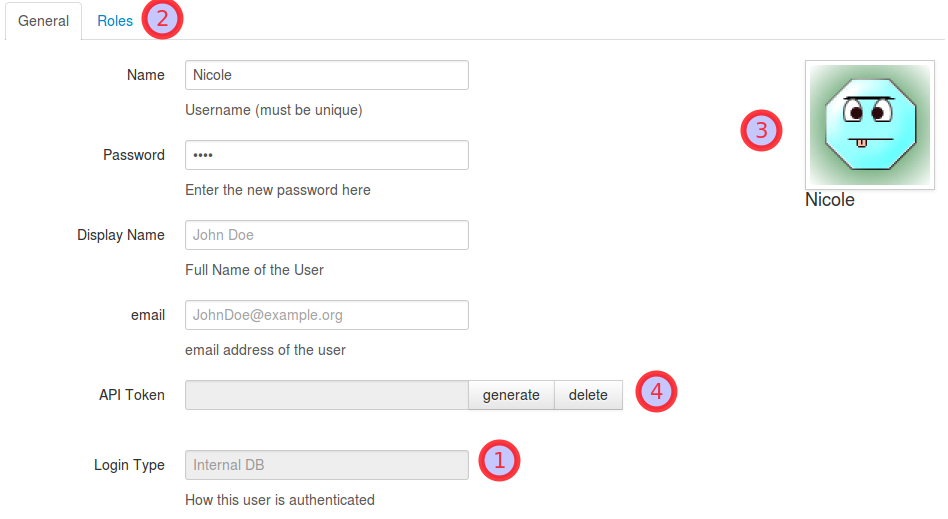 General Roles 2
Name Nicole
Username (must be unique)
3
Password ••••
Enter the new password here
Nicole
Display Name John Doe
Full Name of the User
email JohnDoe@example.org
email address of the user
API Token generate delete 4
Login Type Internal DB 1
How this user is authenticated